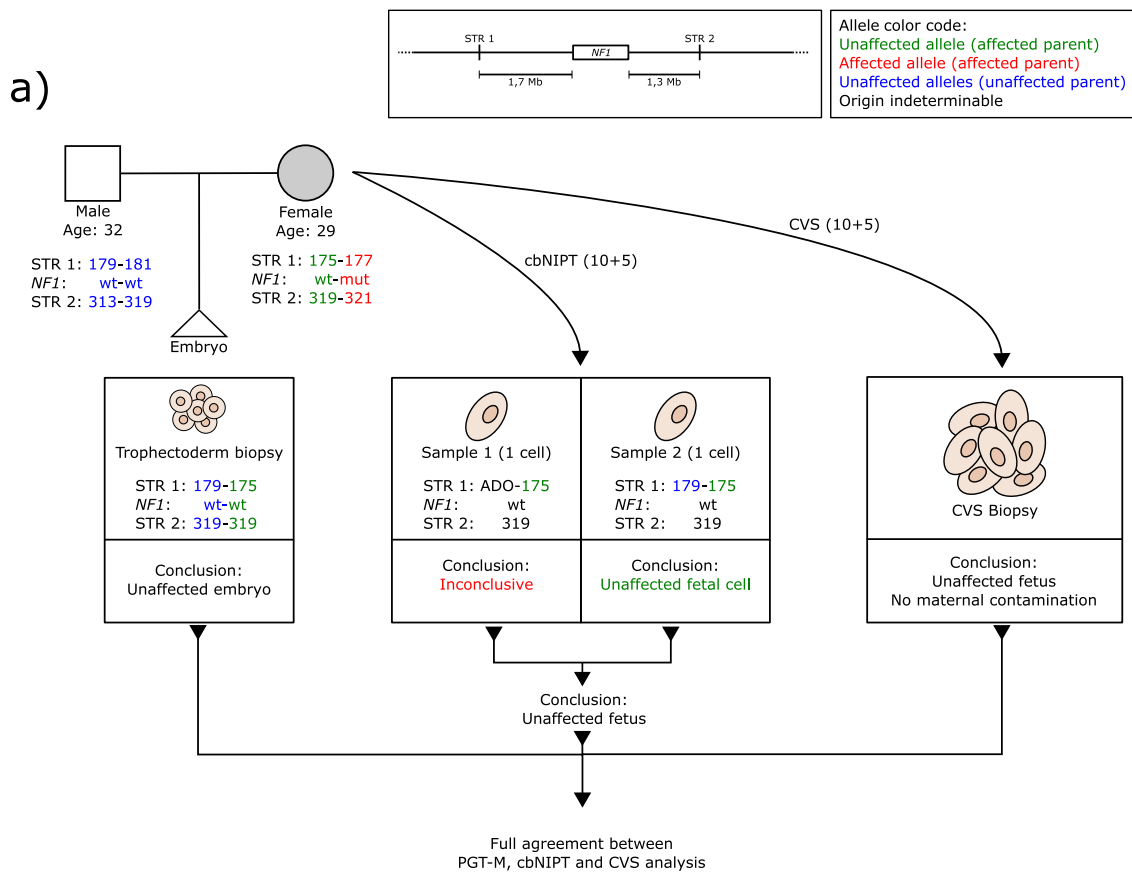 a)
STR 1
NF1
STR 2
1,7 Mb
1,3 Mb
Allele color code:
Unaffected allele (affected parent)
Affected allele (affected parent)
Unaffected alleles (unaffected parent)
Origin indeterminable
Male
Age: 32
STR 1: 179-181
NF1: wt-wt
STR 2: 313-319
Female
Age: 29
STR 1: 175-177
NF1: wt-mut
STR 2: 319-321
Embryo
cbNIPT (10+5)
CVS (10+5)
Trophectoderm biopsy
STR 1: 179-175
NF1: wt-wt
STR 2: 319-319
Conclusion:
Unaffected embryo
Sample 1 (1 cell)
STR 1: ADO-175
NF1: wt
STR 2: 319
Conclusion:
Inconclusive
Sample 2 (1 cell)
STR 1: 179-175
NF1: wt
STR 2: 319
Conclusion:
Unaffected fetal cell
CVS Biopsy
Conclusion:
Unaffected fetus
No maternal contamination
Conclusion:
Unaffected fetus
Full agreement between
PGT-M, cbNIPT and CVS analysis